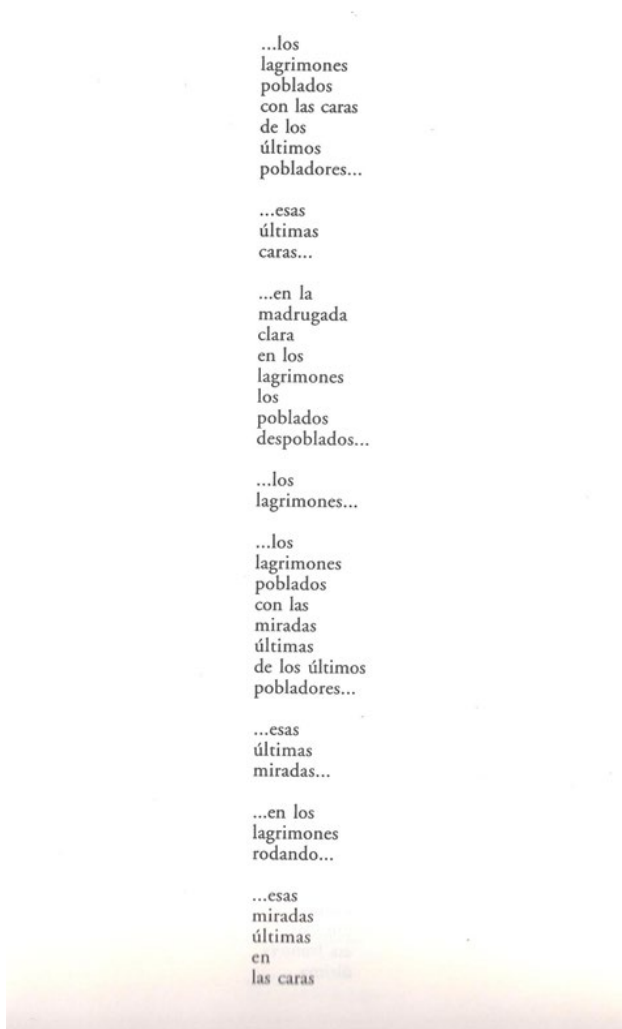 ...los
lagrimones
poblados
con las caras
de los
últimos
pobladores...
...esas
últimas
caras...
...en la
madrugada
clara
en los
lagrimones
los
poblados
despoblados...
...los
lagrimones...
...los
lagrimones
poblados
con las
miradas
últimas
de los últimos
pobladores...
...esas
últimas
miradas...
...en los
lagrimones
rodando...
...esas
miradas
últimas
en
las caras